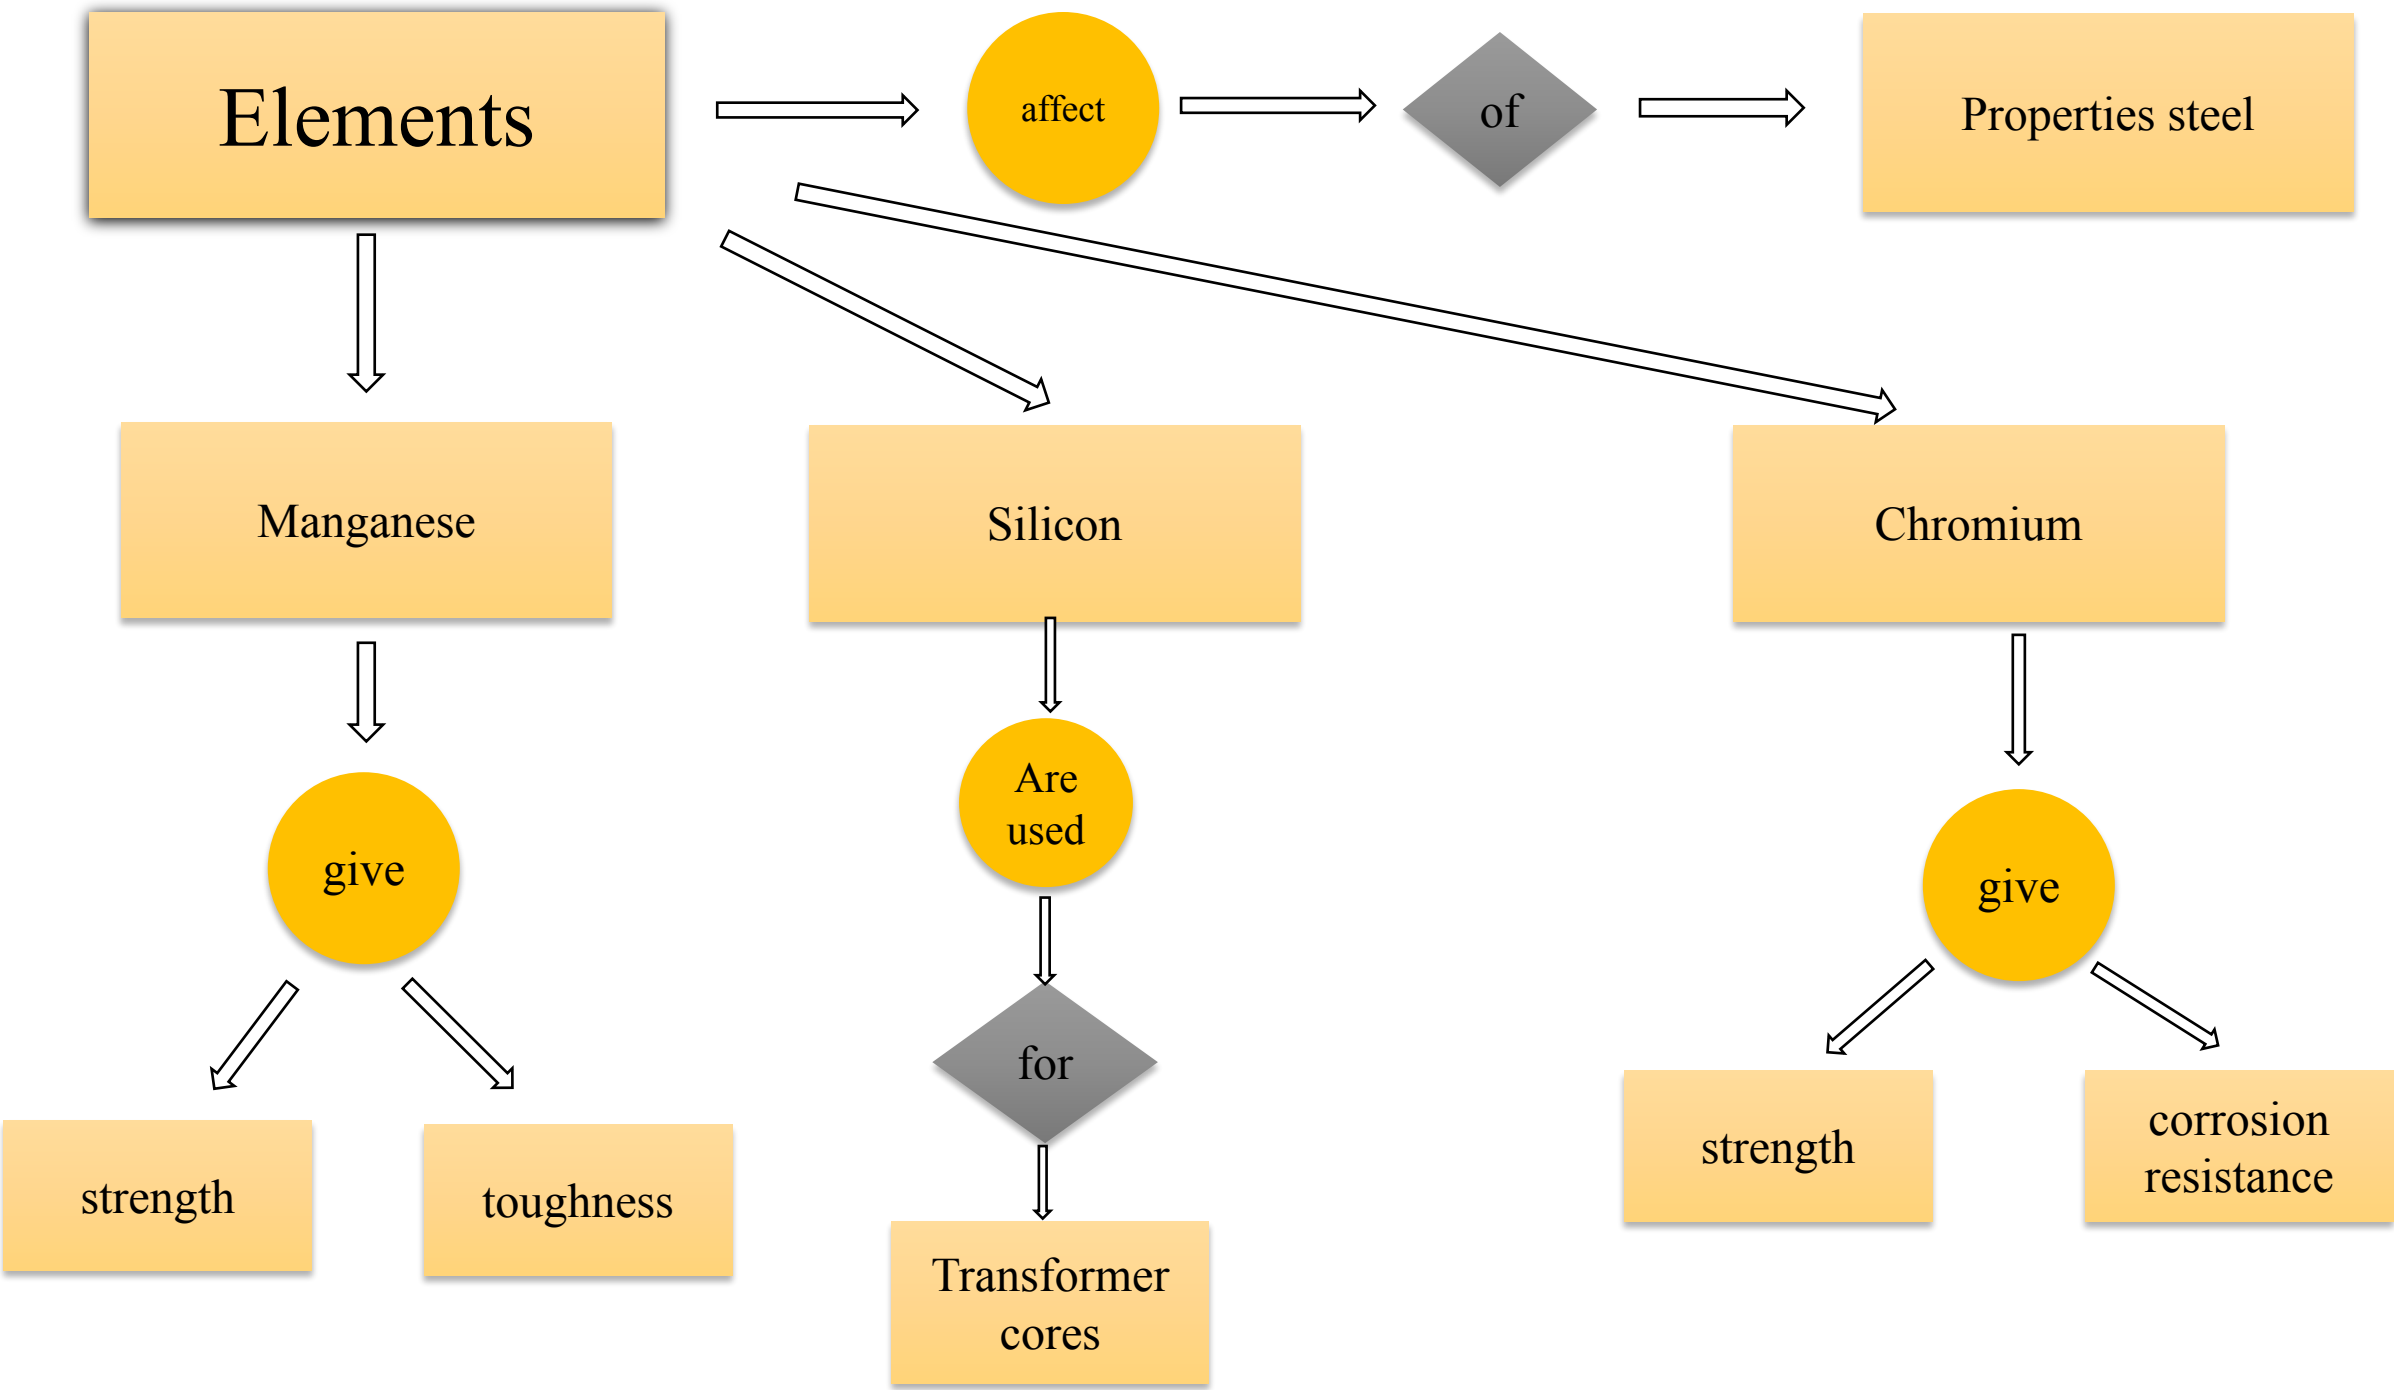 Elements
affect
of
Properties steel
Manganese
Silicon
Chromium
give
Are
used
give
for
strength
toughness
Transformer
cores
strength
corrosion
resistance